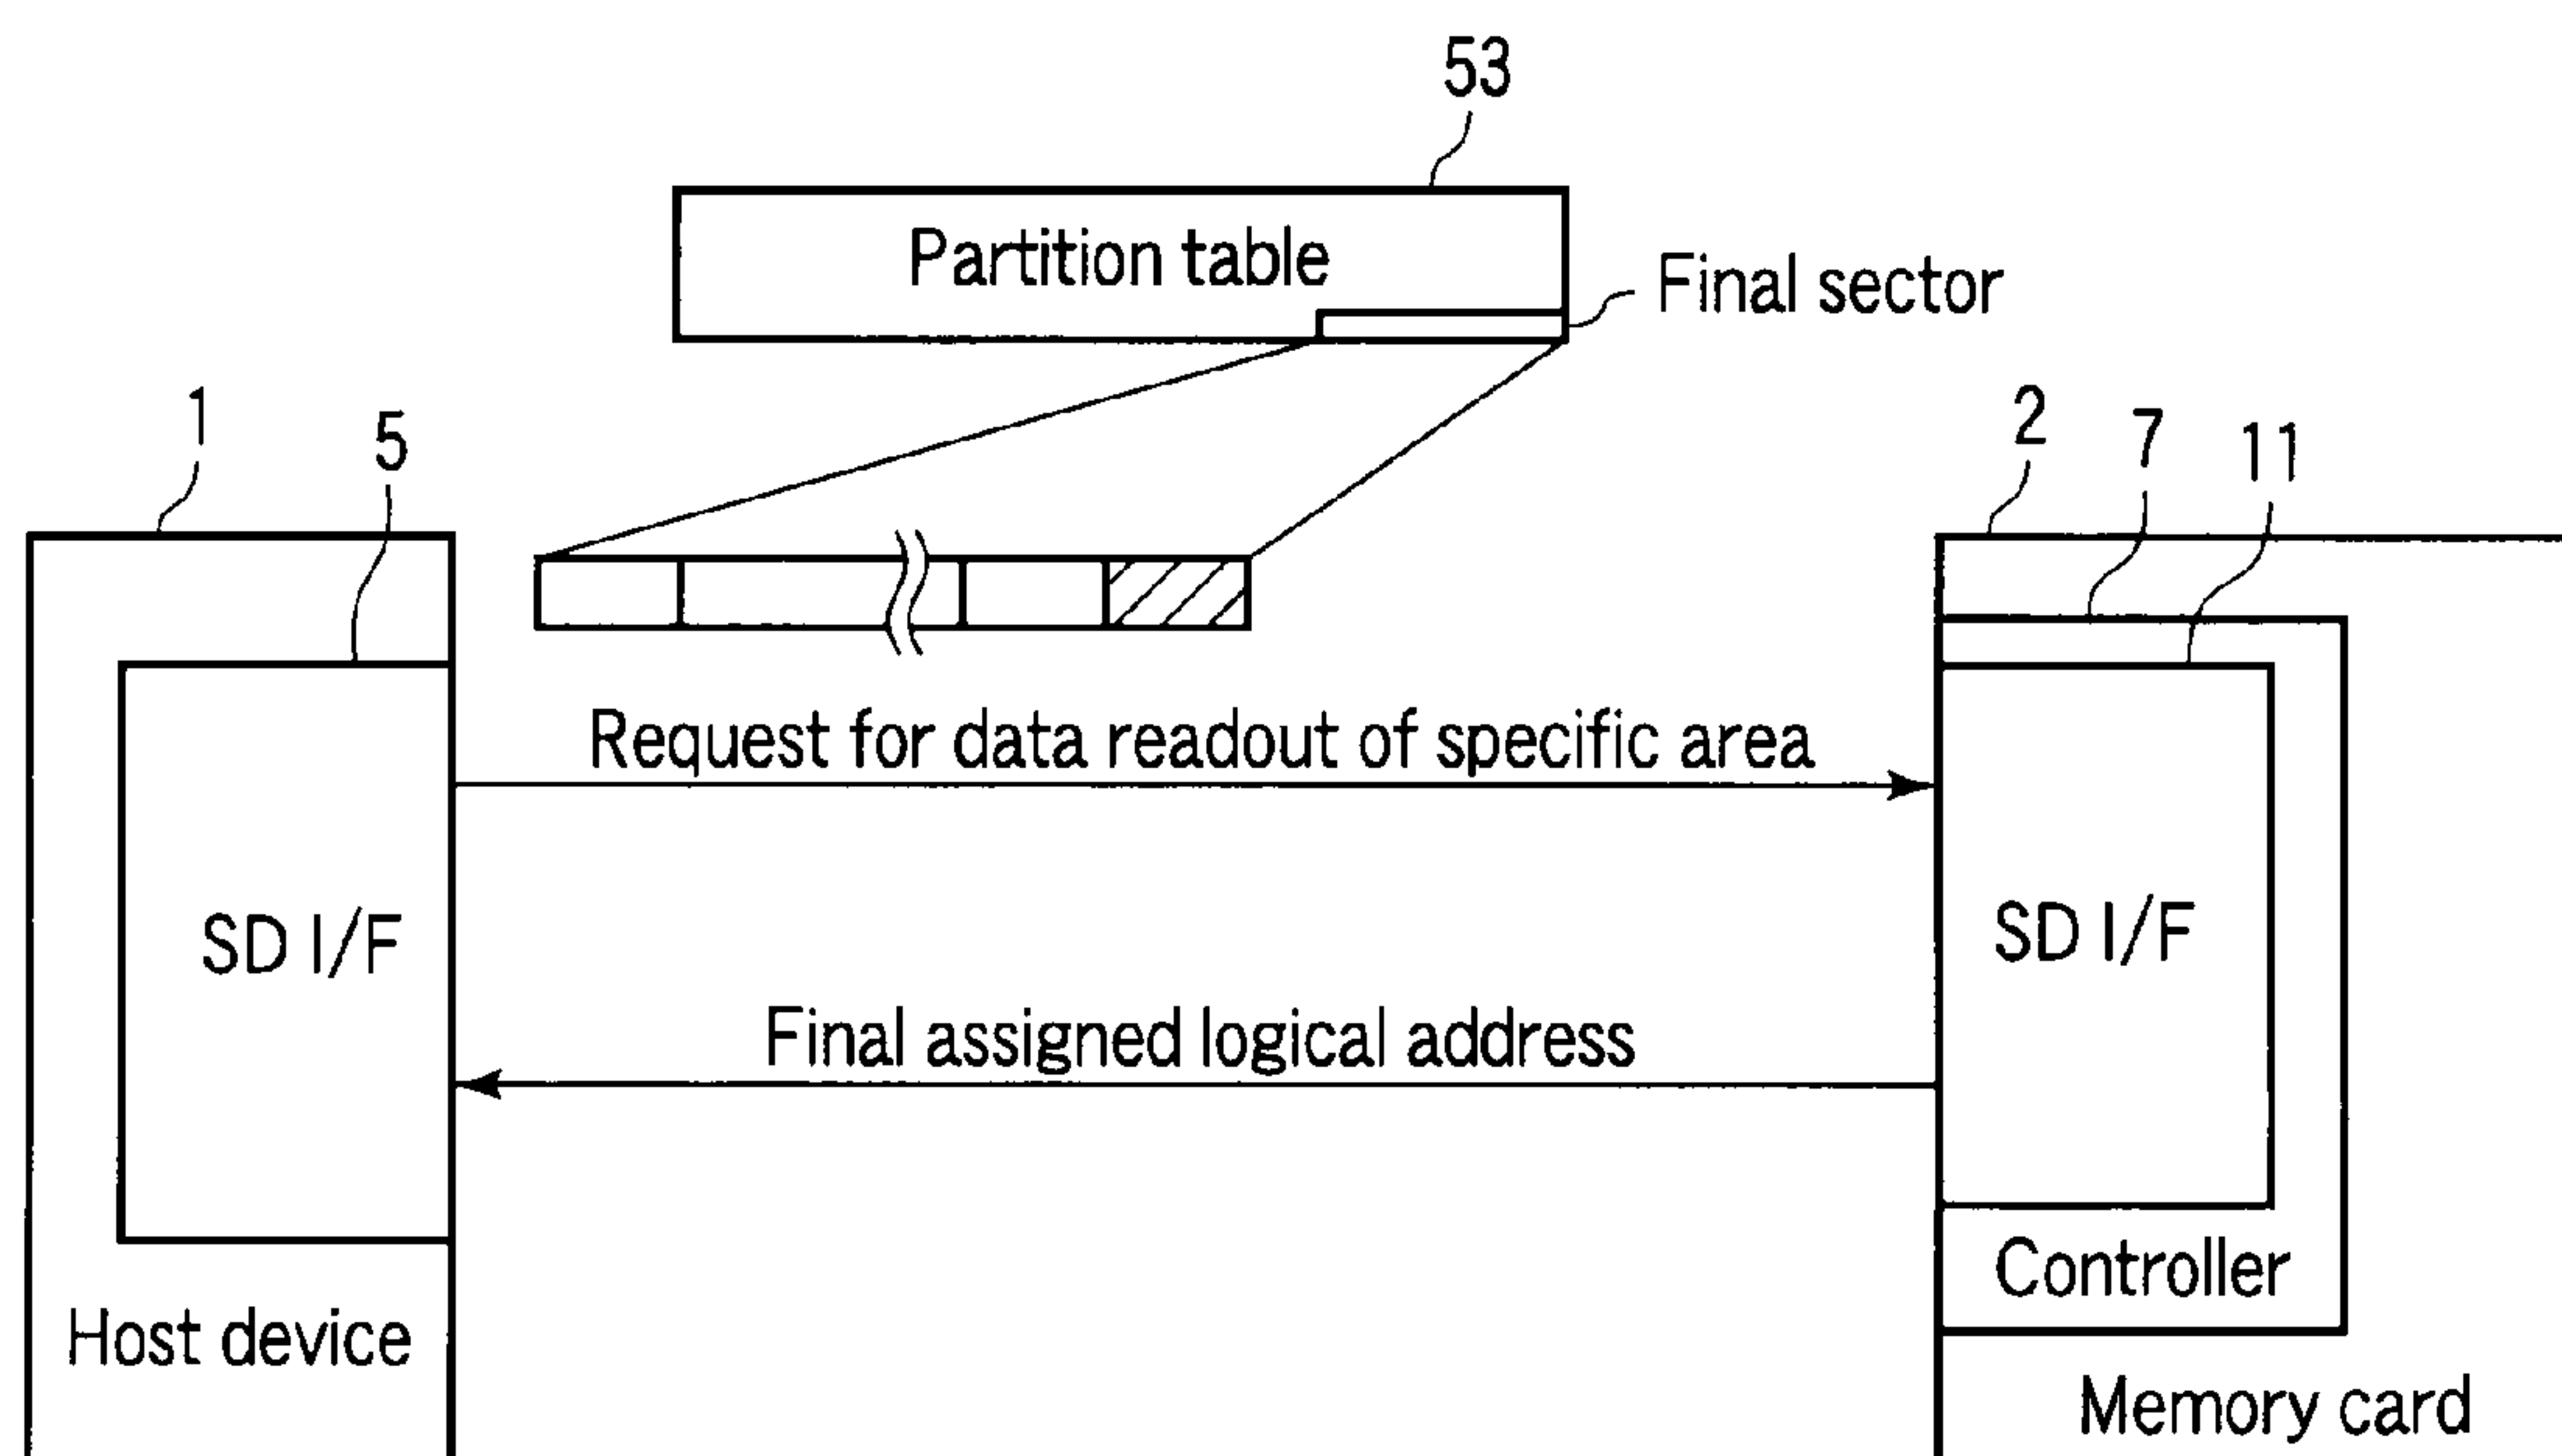 53
Partition table
Final sector
1
5
2
7
11
Request for data readout of specific area
SD I/F
SD I/F
Final assigned logical address
Controller
Host device
Memory card